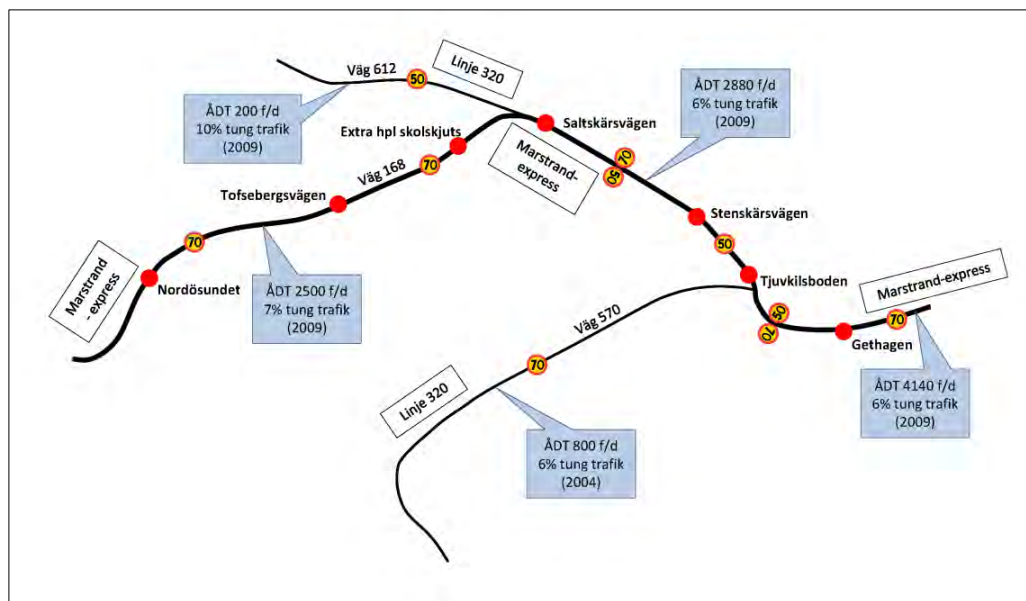 Väg 612
50
Linje 320
ÅDT 200 f/d
10% tung trafik
(2009)
ÅDT 2880 f/d
6% tung trafik
(2009)
Extra hpl skolskjuts
Saltskärsvägen
Marstrand-
express
70
50
70
Väg 168
Tofsebergsvägen
Stenskärsvägen
50
70
Marstrand
- express
Nordösundet
ÅDT 2500 f/d
7% tung trafik
(2009)
Tjuvkilsboden
Marstrand-express
50
70
70
Gethagen
Väg 570
70
Linje 320
ÅDT 4140 f/d
6% tung trafik
(2009)
ÅDT 800 f/d
6% tung trafik
(2004)